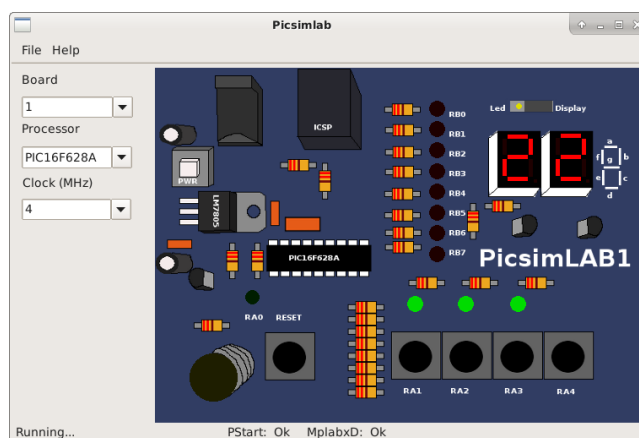 Picsimlab
File Help
Board
1
Processor
PIC16F628A
Clock (MHz)
4
ICSP
PWR
LM7805
PIC16F628A
RA0
RESET
RB0
RB1
RB2
RB3
RB4
RB5
RB6
RB7
Led Display
22
a
f g b
e c
d
PicsimLAB1
RA1 RA2 RA3 RA4
Running... PStart: Ok MplabxD: Ok